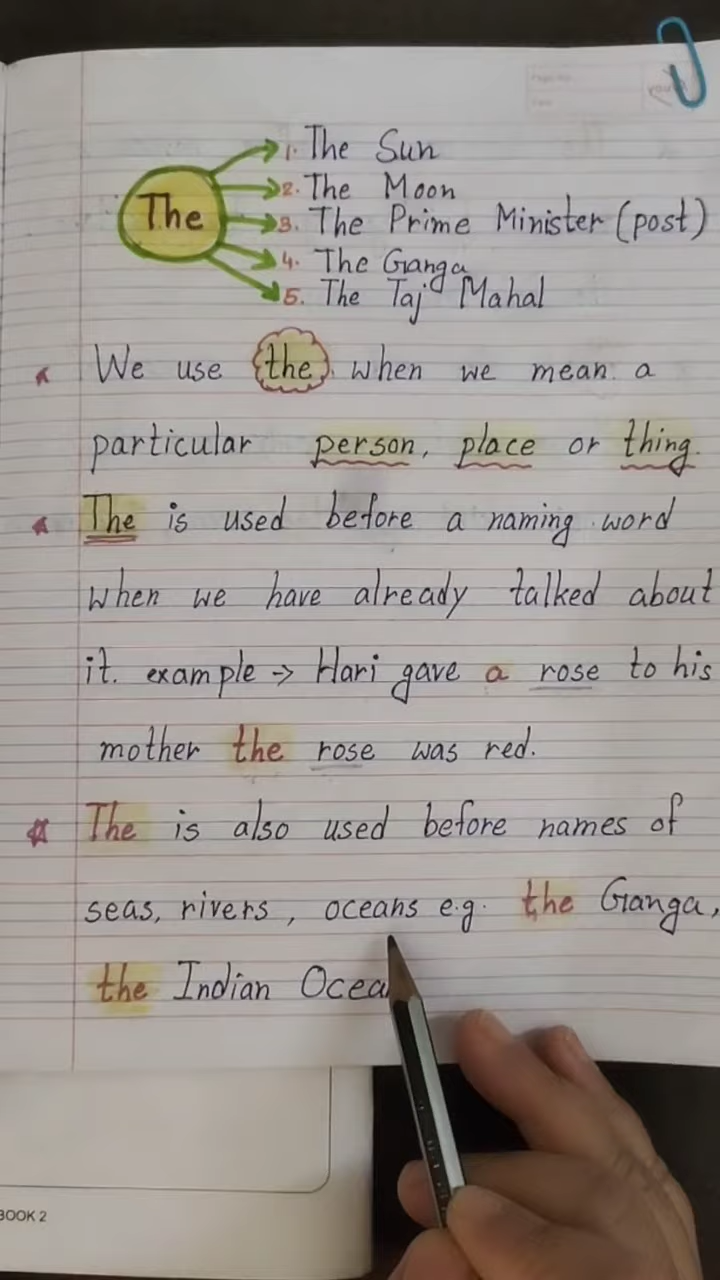 The
1. The Sun
2. The Moon
3. The Prime Minister (post)
4. The Ganga
5. The Taj Mahal
We use the when we mean a
particular person, place or thing.
The is used before a naming word
when we have already talked about
it. example → Hari gave a rose to his
mother the rose was red.
The is also used before names of
seas, rivers, oceans e.g. the Ganga,
the Indian Ocea
BOOK 2